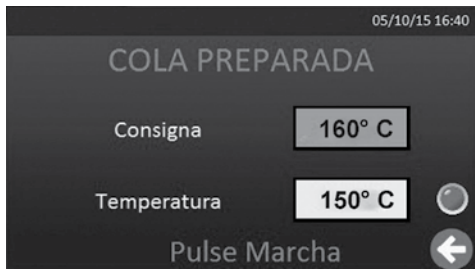 05/10/15 16:40
COLA PREPARADA
Consigna 160° C
Temperatura 150° C
Pulse Marcha